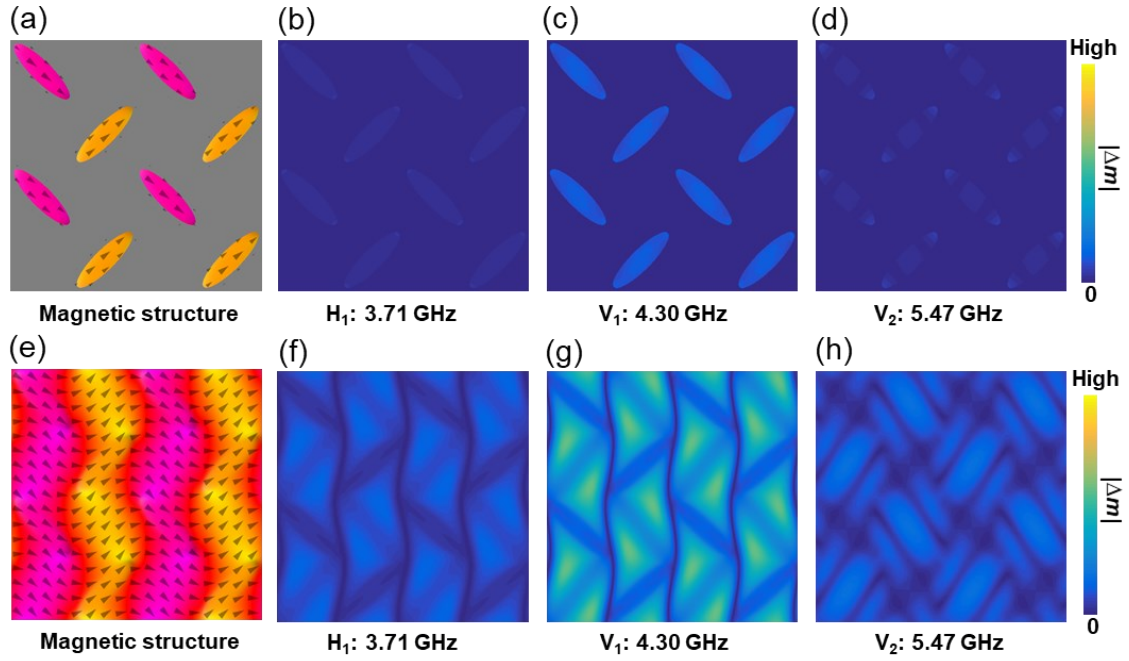 (a) (b) (c) (d)
High
|Δm|
0
Magnetic structure H₁: 3.71 GHz V₁: 4.30 GHz V₂: 5.47 GHz
(e) (f) (g) (h)
High
|Δm|
0
Magnetic structure H₁: 3.71 GHz V₁: 4.30 GHz V₂: 5.47 GHz